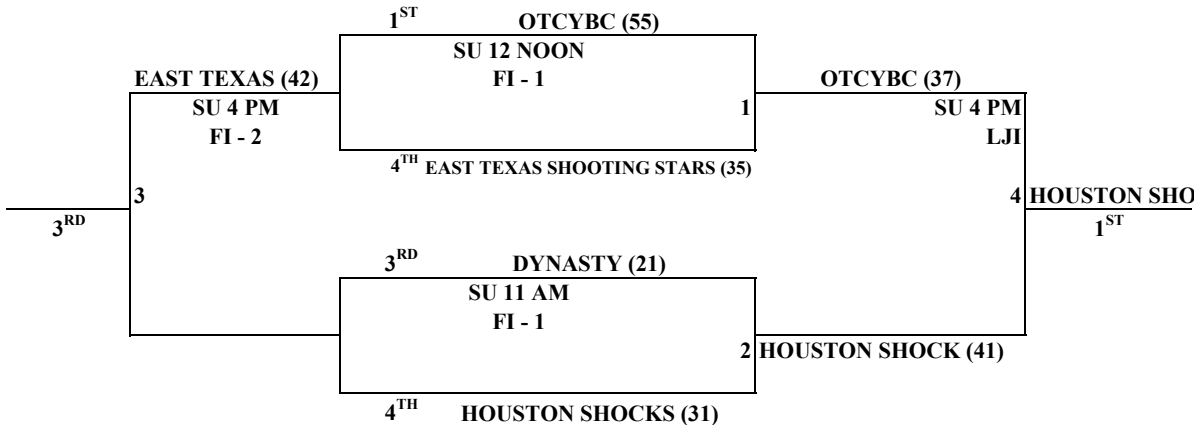 1ST OTCYBC (55)
SU 12 NOON
FI - 1
EAST TEXAS (42)
SU 4 PM
FI - 2
OTCYBC (37)
SU 4 PM
LJI
1
4TH EAST TEXAS SHOOTING STARS (35)
3
3RD
4 HOUSTON SHO
1ST
3RD DYNASTY (21)
SU 11 AM
FI - 1
2 HOUSTON SHOCK (41)
4TH HOUSTON SHOCKS (31)